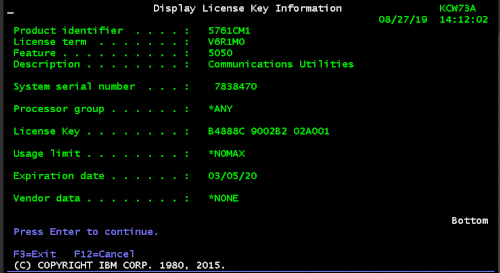 Display License Key Information KCW73A
08/27/19 14:12:02
Product identifier . . . . : 5761CM1
License term . . . . . . . : V6R1M0
Feature . . . . . . . . . : 5050
Description . . . . . . . : Communications Utilities
System serial number . . . : 7838470
Processor group . . . . . : *ANY
License Key . . . . . . . : B4888C 9002B2 02A001
Usage limit . . . . . . . : *NOMAX
Expiration date . . . . . : 03/05/20
Vendor data . . . . . . . : *NONE
Bottom
Press Enter to continue.
F3=Exit F12=Cancel
(C) COPYRIGHT IBM CORP. 1980, 2015.